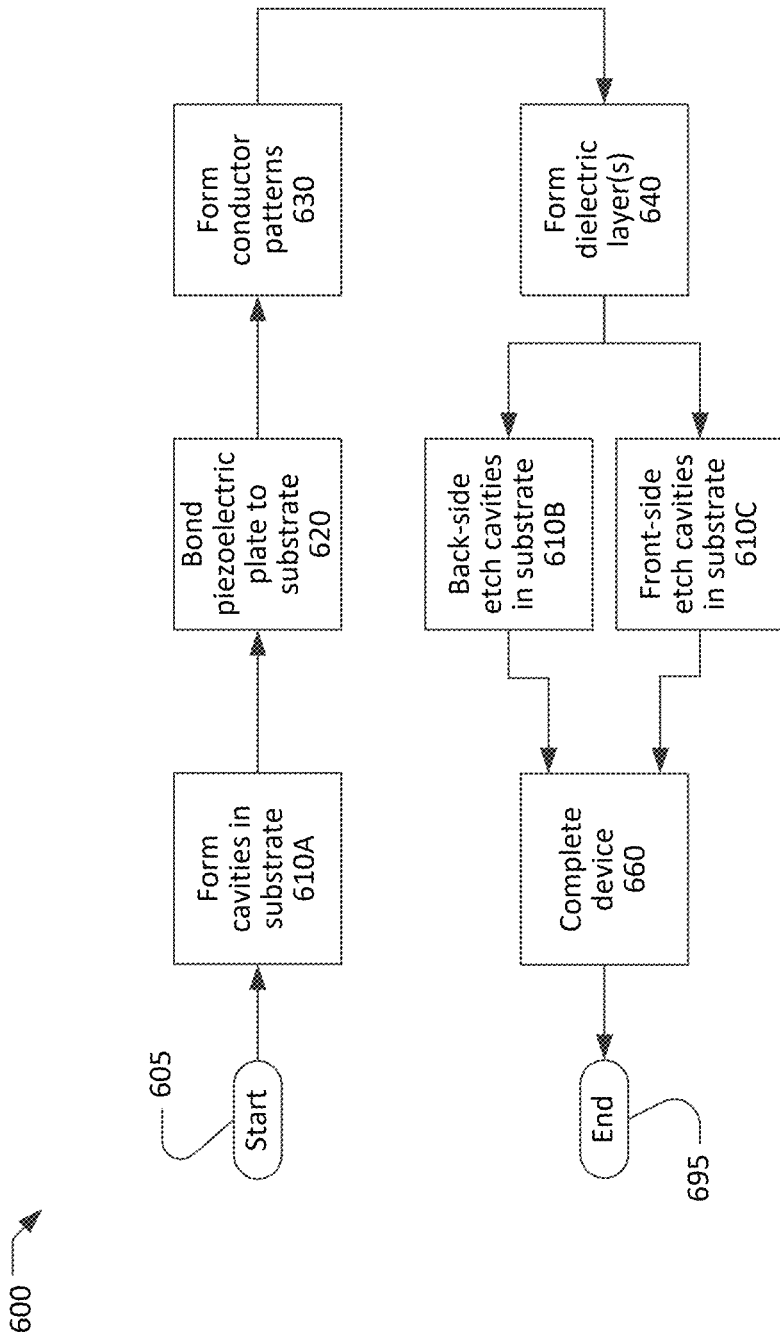 600
605
Start
Form
cavities in
substrate
610A
Bond
piezoelectric
plate to
substrate
620
Form
conductor
patterns
630
Form
dielectric
layer(s)
640
Back-side
etch cavities
in substrate
610B
Front-side
etch cavities
in substrate
610C
Complete
device
660
End
695